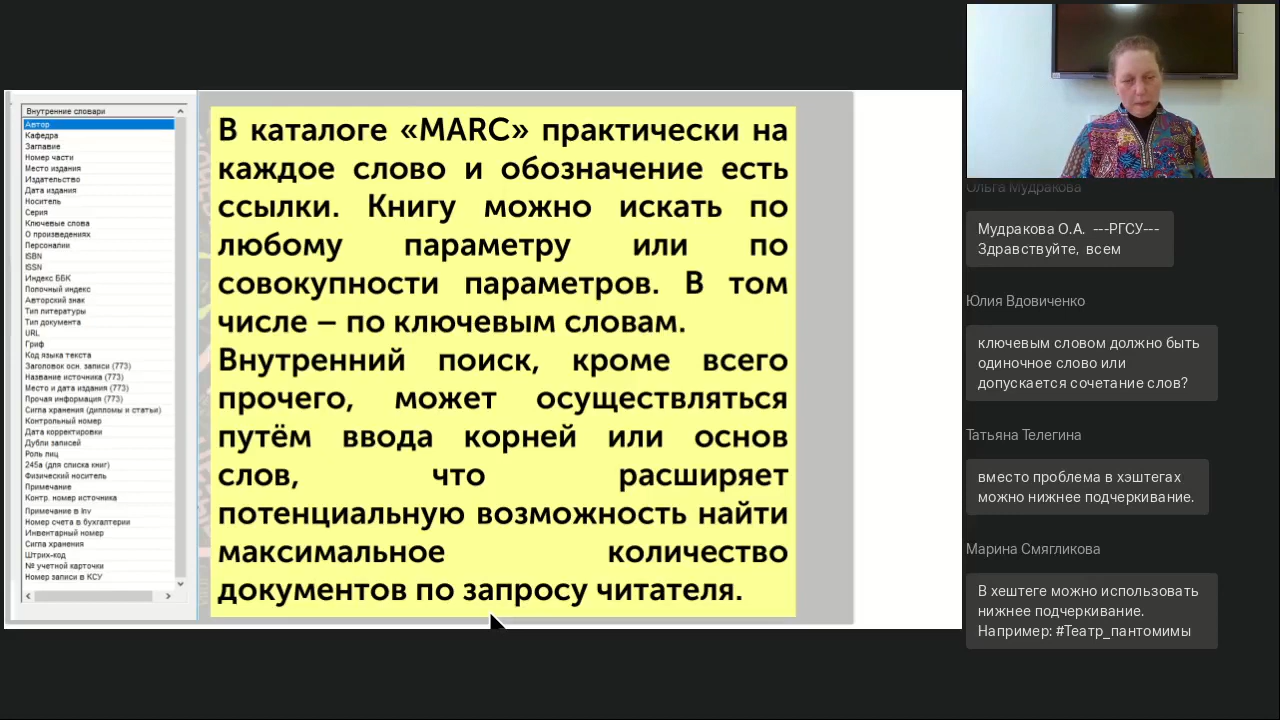 Внутренние словари
Автор
Кафедра
Заглавие
Номер части
Место издания
Издательство
Дата издания
Носитель
Серия
Ключевые слова
О произведениях
Персоналии
ISBN
ISSN
Индекс ББК
Полочный индекс
Авторский знак
Тип литературы
Тип документа
URL
Гриф
Код языка текста
Заголовок осн. записи (773)
Название источника (773)
Место и дата издания (773)
Прочая информация (773)
Сигла хранения (дипломы и статьи)
Контрольный номер
Дата корректировки
Дубли записей
Роль лиц
245а (для списка книг)
Физический носитель
Примечание
Контр. номер источника
Примечание в Inv
Номер счета в бухгалтерии
Инвентарный номер
Сигла хранения
Штрих-код
№ учетной карточки
Номер записи в КСУ
В каталоге «MARC» практически на
каждое слово и обозначение есть
ссылки. Книгу можно искать по
любому параметру или по
совокупности параметров. В том
числе – по ключевым словам.
Внутренний поиск, кроме всего
прочего, может осуществляться
путём ввода корней или основ
слов, что расширяет
потенциальную возможность найти
максимальное количество
документов по запросу читателя.
Ольга Мудракова
Мудракова О.А. ---РГСУ---
Здравствуйте, всем
Юлия Вдовиченко
ключевым словом должно быть
одиночное слово или
допускается сочетание слов?
Татьяна Телегина
вместо проблема в хэштегах
можно нижнее подчеркивание.
Марина Смягликова
В хештеге можно использовать
нижнее подчеркивание.
Например: #Театр_пантомимы